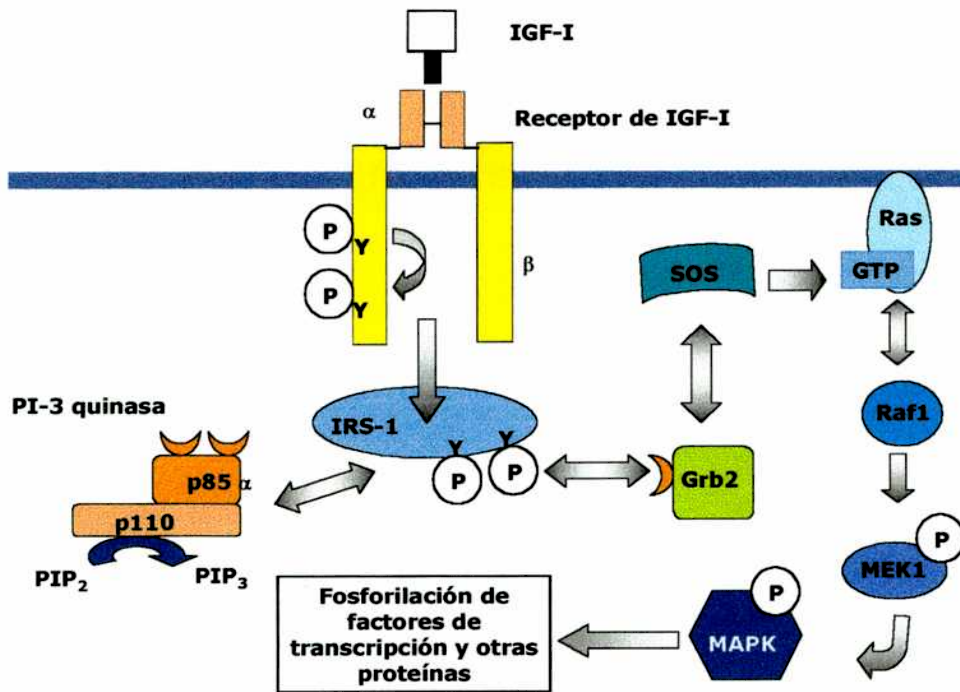 IGF-I
α
Receptor de IGF-I
Ras
P
Y
SOS
GTP
β
P
Y
PI-3 quinasa
IRS-1
Raf1
Y
Y
p85 α
P
P
Grb2
p110
P
PIP2
PIP3
MEK1
Fosforilación de
factores de
transcripción y otras
proteínas
P
MAPK